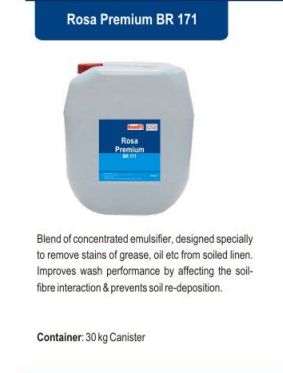 Rosa Premium BR 171
Rosa
Premium
BR 171
Blend of concentrated emulsifier, designed specially
to remove stains of grease, oil etc from soiled linen.
Improves wash performance by affecting the soil-
fibre interaction & prevents soil re-deposition.
Container: 30 kg Canister